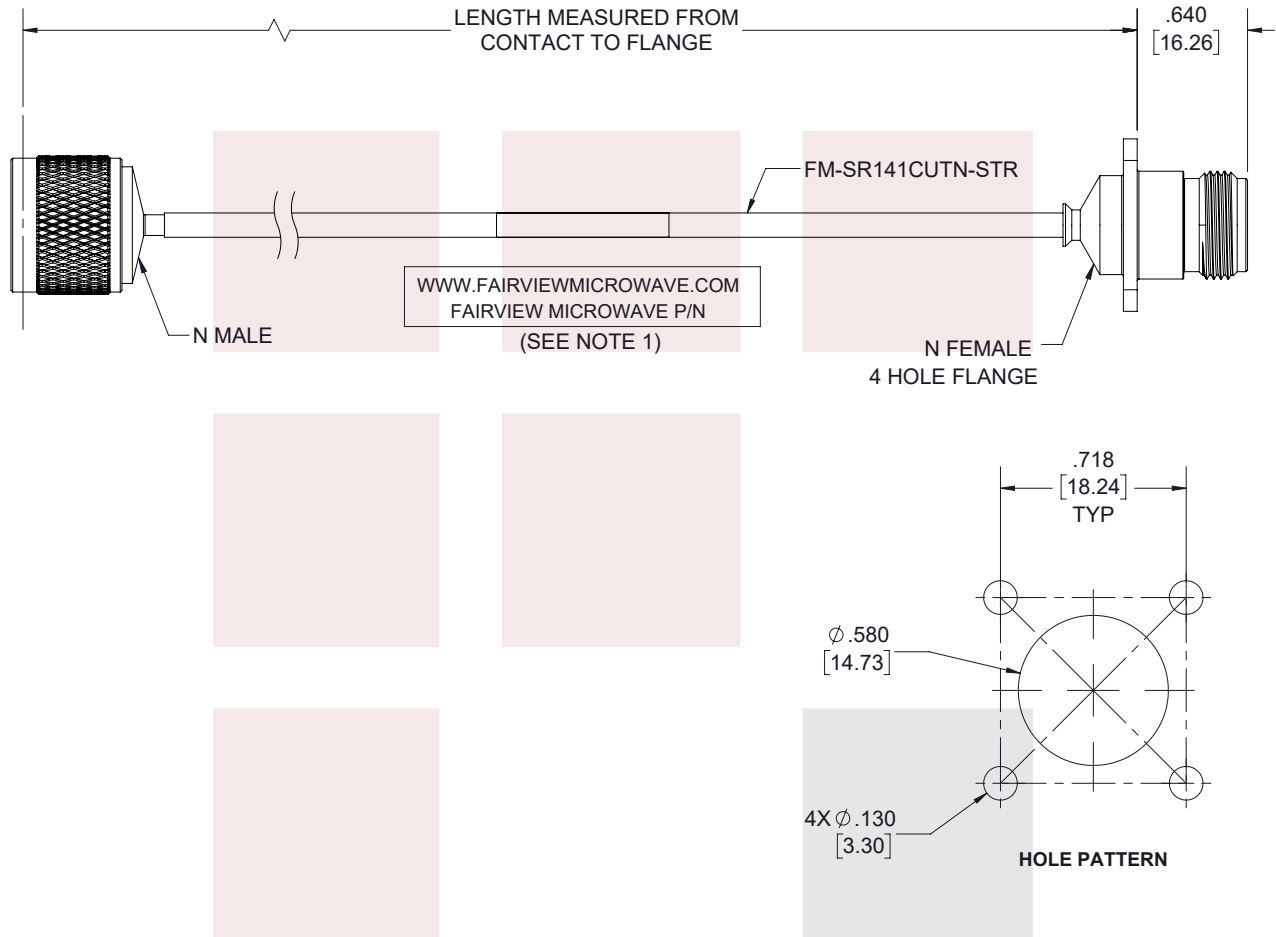 LENGTH MEASURED FROM
CONTACT TO FLANGE
.640
[16.26]
FM-SR141CUTN-STR
WWW.FAIRVIEWMICROWAVE.COM
FAIRVIEW MICROWAVE P/N
(SEE NOTE 1)
N MALE
N FEMALE
4 HOLE FLANGE
.718
[18.24]
TYP
∅.580
[14.73]
4X ∅.130
[3.30]
HOLE PATTERN